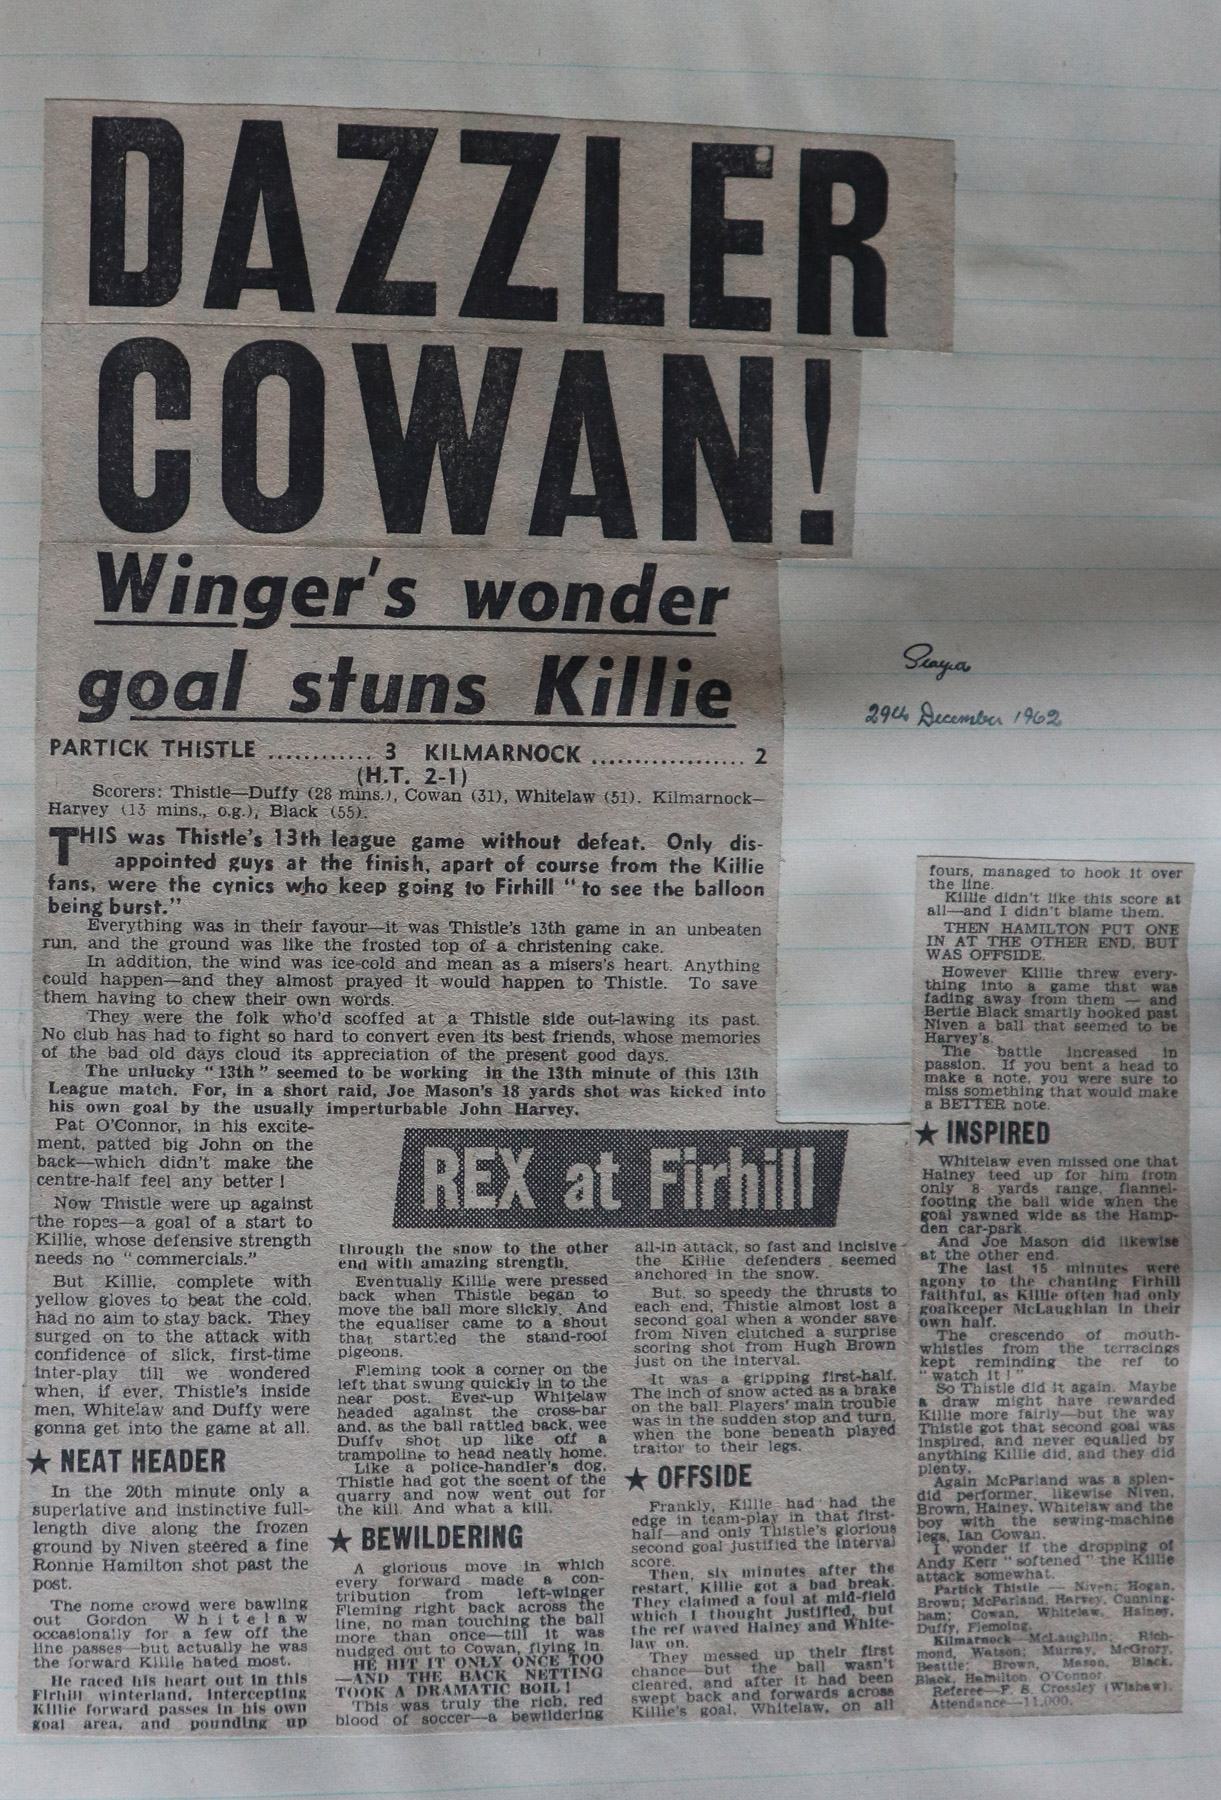 DAZZLER
COWAN!
Winger's wonder
goal stuns Killie
29th December 1962
PARTICK THISTLE ............ 3 KILMARNOCK .................. 2
(H.T. 2-1)
Scorers: Thistle—Duffy (28 mins.), Cowan (31), Whitelaw (51). Kilmarnock—
Harvey (13 mins., o.g.), Black (55).
THIS was Thistle's 13th league game without defeat. Only dis-
appointed guys at the finish, apart of course from the Killie
fans, were the cynics who keep going to Firhill "to see the balloon
being burst."
Everything was in their favour—it was Thistle's 13th game in an unbeaten
run, and the ground was like the frosted top of a christening cake.
In addition, the wind was ice-cold and mean as a misers's heart. Anything
could happen—and they almost prayed it would happen to Thistle. To save
them having to chew their own words.
They were the folk who'd scoffed at a Thistle side out-lawing its past.
No club has had to fight so hard to convert even its best friends, whose memories
of the bad old days cloud its appreciation of the present good days.
The unlucky "13th" seemed to be working in the 13th minute of this 13th
League match. For, in a short raid, Joe Mason's 18 yards shot was kicked into
his own goal by the usually imperturbable John Harvey.
Pat O'Connor, in his excite-
ment, patted big John on the
back—which didn't make the
centre-half feel any better !
Now Thistle were up against
the ropes—a goal of a start to
Killie, whose defensive strength
needs no "commercials."
But Killie, complete with
yellow gloves to beat the cold,
had no aim to stay back. They
surged on to the attack with
confidence of slick, first-time
inter-play till we wondered
when, if ever, Thistle's inside
men, Whitelaw and Duffy were
gonna get into the game at all.
★ NEAT HEADER
In the 20th minute only a
superlative and instinctive full-
length dive along the frozen
ground by Niven steered a fine
Ronnie Hamilton shot past the
post.
The home crowd were bawling
out Gordon Whitelaw
occasionally for a few off the
line passes—but actually he was
the forward Killie hated most.
He raced his heart out in this
Firhill winterland, intercepting
Killie forward passes in his own
goal area, and pounding up
REX at Firhill
through the snow to the other
end with amazing strength.
Eventually Killie were pressed
back when Thistle began to
move the ball more slickly. And
the equaliser came to a shout
that startled the stand-roof
pigeons.
Fleming took a corner on the
left that swung quickly in to the
near post. Ever-up Whitelaw
headed against the cross-bar
and, as the ball rattled back, wee
Duffy shot up like off a
trampoline to head neatly home.
Like a police-handler's dog,
Thistle had got the scent of the
quarry and now went out for
the kill. And what a kill.
★ BEWILDERING
A glorious move in which
every forward made a con-
tribution from left-winger
Fleming right back across the
line, no man touching the ball
more than once—till it was
nudged out to Cowan, flying in.
HE HIT IT ONLY ONCE TOO
—AND THE BACK NETTING
TOOK A DRAMATIC BOIL !
This was truly the rich, red
blood of soccer—a bewildering
all-in attack, so fast and incisive
the Killie defenders seemed
anchored in the snow.
But, so speedy the thrusts to
each end, Thistle almost lost a
second goal when a wonder save
from Niven clutched a surprise
scoring shot from Hugh Brown
just on the interval.
It was a gripping first-half.
The inch of snow acted as a brake
on the ball. Players' main trouble
was in the sudden stop and turn,
when the bone beneath played
traitor to their legs.
★ OFFSIDE
Frankly, Killie had had the
edge in team-play in that first-
half—and only Thistle's glorious
second goal justified the interval
score.
Then, six minutes after the
restart, Killie got a bad break.
They claimed a foul at mid-field
which I thought justified, but
the ref waved Hainey and White-
law on.
They messed up their first
chance—but the ball wasn't
cleared, and after it had been
swept back and forwards across
Killie's goal, Whitelaw, on all
fours, managed to hook it over
the line.
Killie didn't like this score at
all—and I didn't blame them.
THEN HAMILTON PUT ONE
IN AT THE OTHER END, BUT
WAS OFFSIDE.
However Killie threw every-
thing into a game that was
fading away from them — and
Bertie Black smartly hooked past
Niven a ball that seemed to be
Harvey's.
The battle increased in
passion. If you bent a head to
make a note, you were sure to
miss something that would make
a BETTER note.
★ INSPIRED
Whitelaw even missed one that
Hainey teed up for him from
only 8 yards range, flannel-
footing the ball wide when the
goal yawned wide as the Hamp-
den car-park.
And Joe Mason did likewise
at the other end.
The last 15 minutes were
agony to the chanting Firhill
faithful, as Killie often had only
goalkeeper McLaughlan in their
own half.
The crescendo of mouth-
whistles from the terracings
kept reminding the ref to
"watch it!"
So Thistle did it again. Maybe
a draw might have rewarded
Killie more fairly—but the way
Thistle got that second goal was
inspired, and never equalled by
anything Killie did, and they did
plenty.
Again McParland was a splen-
did performer, likewise Niven,
Brown, Hainey, Whitelaw and the
boy with the sewing-machine
legs, Ian Cowan.
I wonder if the dropping of
Andy Kerr "softened" the Killie
attack somewhat.
Partick Thistle — Niven; Hogan,
Brown; McParland, Harvey, Cunning-
ham; Cowan, Whitelaw, Hainey,
Duffy, Fleming.
Kilmarnock—McLaughlin; Rich-
mond, Watson; Murray, McGrory,
Beattie; Brown, Mason, Black,
Black, Hamilton O'Connor.
Referee—F. S. Crossley (Wishaw).
Attendance—11,000.